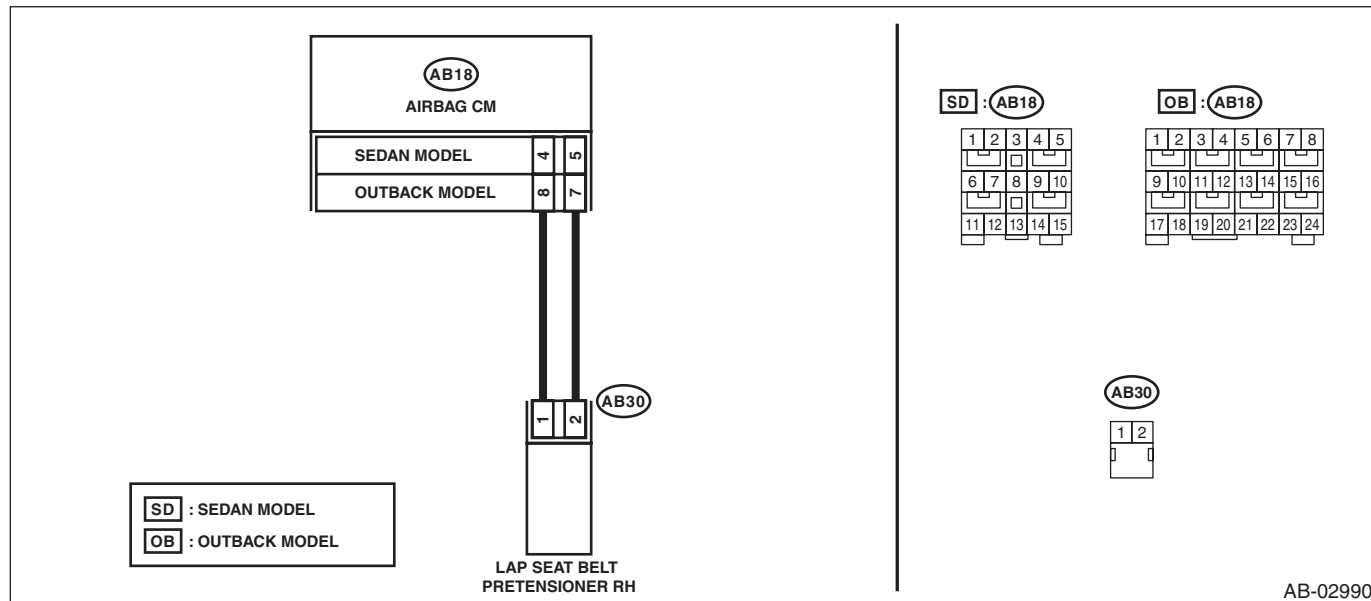 AB18
AIRBAG CM
SEDAN MODEL 4 5
OUTBACK MODEL 8 7
1 2
AB30
LAP SEAT BELT
PRETENSIONER RH
SD : SEDAN MODEL
OB : OUTBACK MODEL
SD : AB18
1 2 3 4 5
6 7 8 9 10
11 12 13 14 15
OB : AB18
1 2 3 4 5 6 7 8
9 10 11 12 13 14 15 16
17 18 19 20 21 22 23 24
AB30
1 2
AB-02990